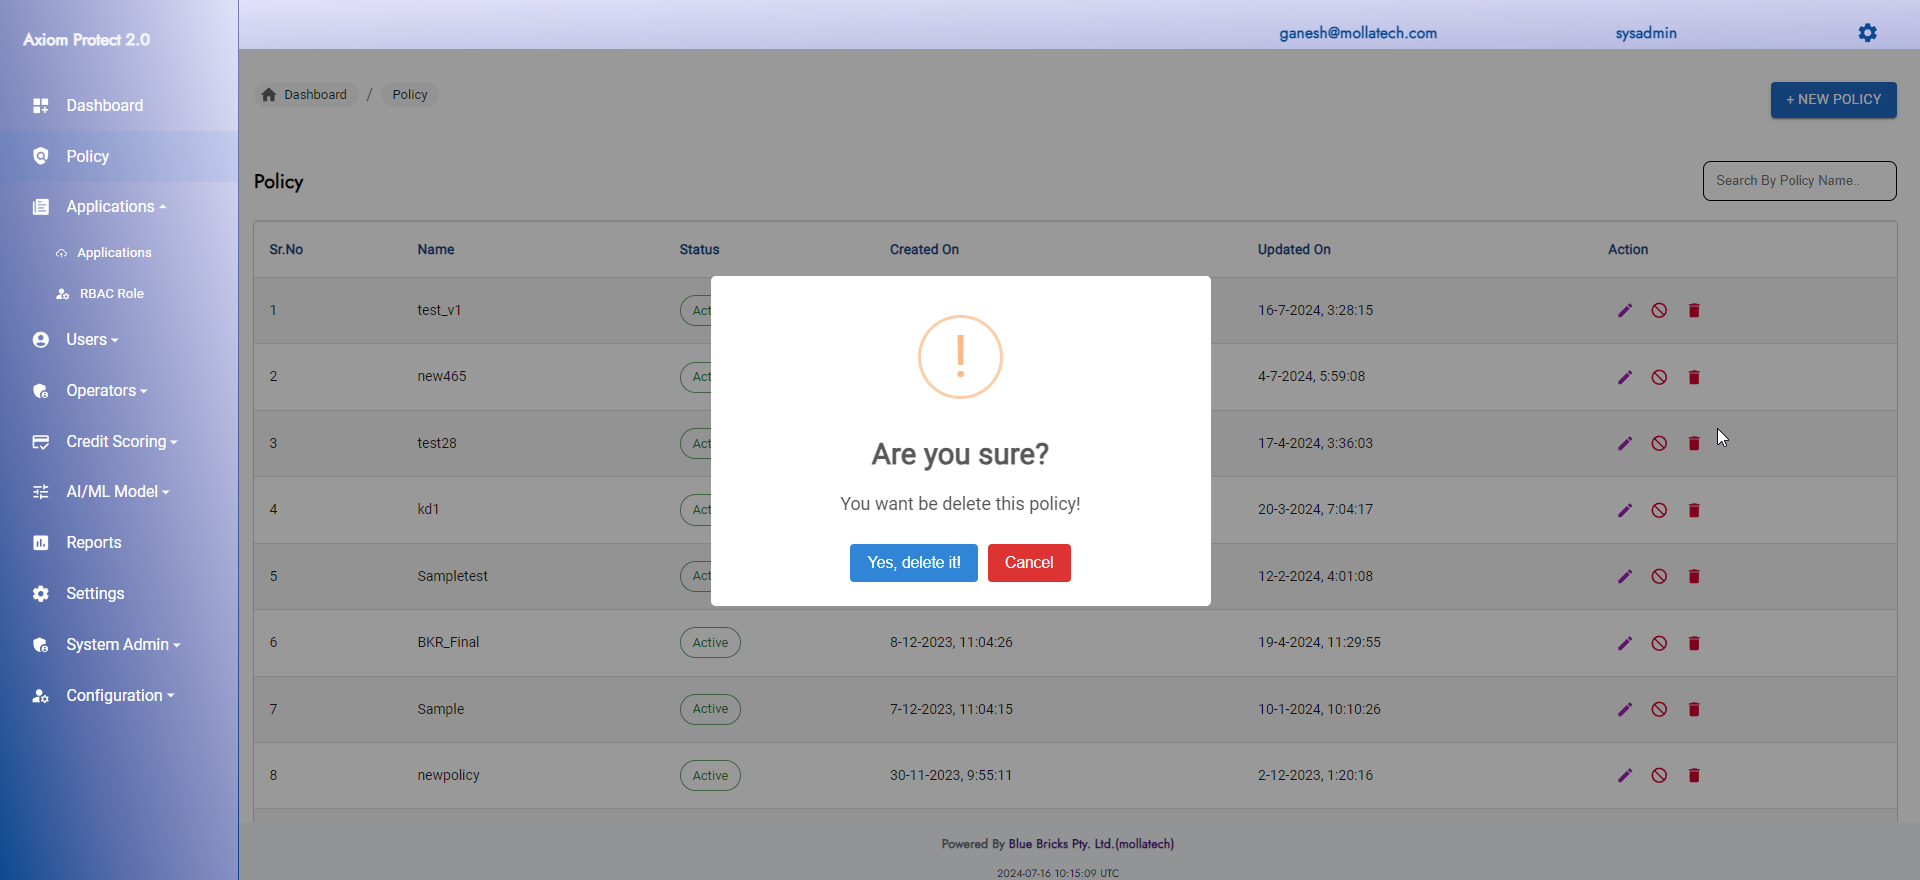 Axiom Protect 2.0
ganesh@mollatech.com sysadmin
Dashboard
Policy
Applications
Applications
RBAC Role
Users
Operators
Credit Scoring
AI/ML Model
Reports
Settings
System Admin
Configuration
Dashboard / Policy
+ NEW POLICY
Policy
Search By Policy Name..
Sr.No Name Status Created On Updated On Action
1 test_v1 Act 16-7-2024, 3:28:15
2 new465 Act 4-7-2024, 5:59:08
3 test28 Act 17-4-2024, 3:36:03
4 kd1 Act 20-3-2024, 7:04:17
5 Sampletest Act 12-2-2024, 4:01:08
6 BKR_Final Active 8-12-2023, 11:04:26 19-4-2024, 11:29:55
7 Sample Active 7-12-2023, 11:04:15 10-1-2024, 10:10:26
8 newpolicy Active 30-11-2023, 9:55:11 2-12-2023, 1:20:16
!
Are you sure?
You want be delete this policy!
Yes, delete it! Cancel
Powered By Blue Bricks Pty. Ltd.(mollatech)
2024-07-16 10:15:09 UTC